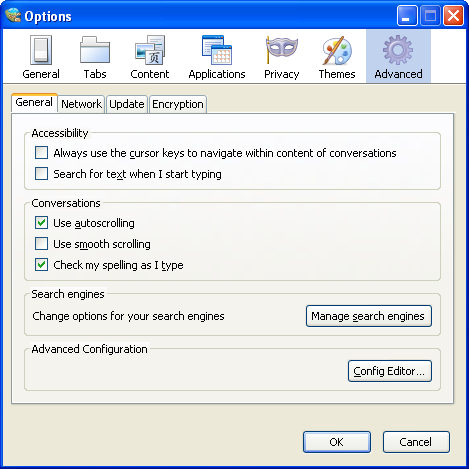 Options
General Tabs Content Applications Privacy Themes Advanced
General Network Update Encryption
Accessibility
Always use the cursor keys to navigate within content of conversations
Search for text when I start typing
Conversations
Use autoscrolling
Use smooth scrolling
Check my spelling as I type
Search engines
Change options for your search engines Manage search engines
Advanced Configuration
Config Editor...
OK Cancel